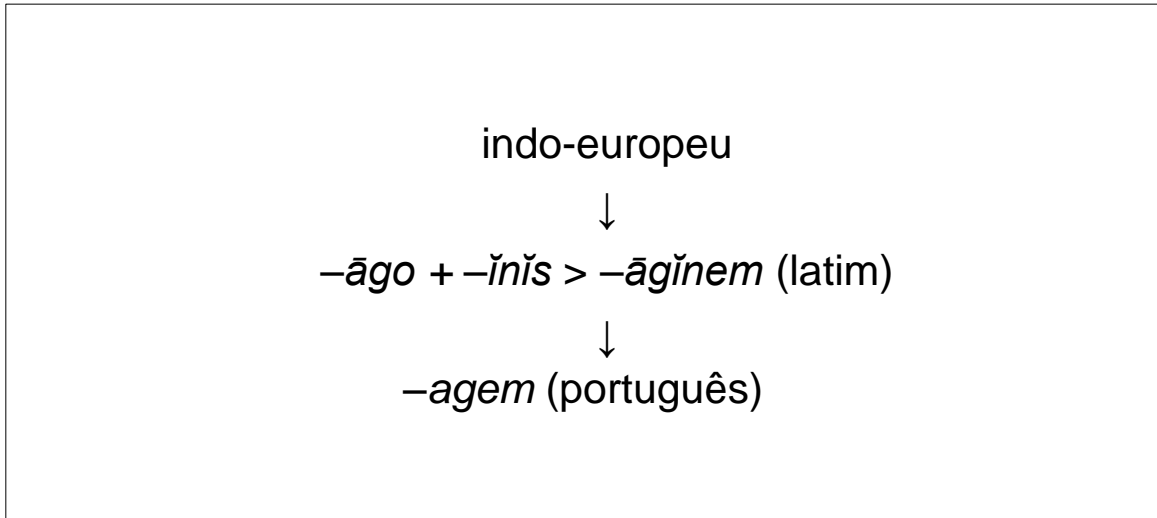 indo-europeu
↓
–āgo + –ĭnĭs > –āgĭnem (latim)
↓
–agem (português)